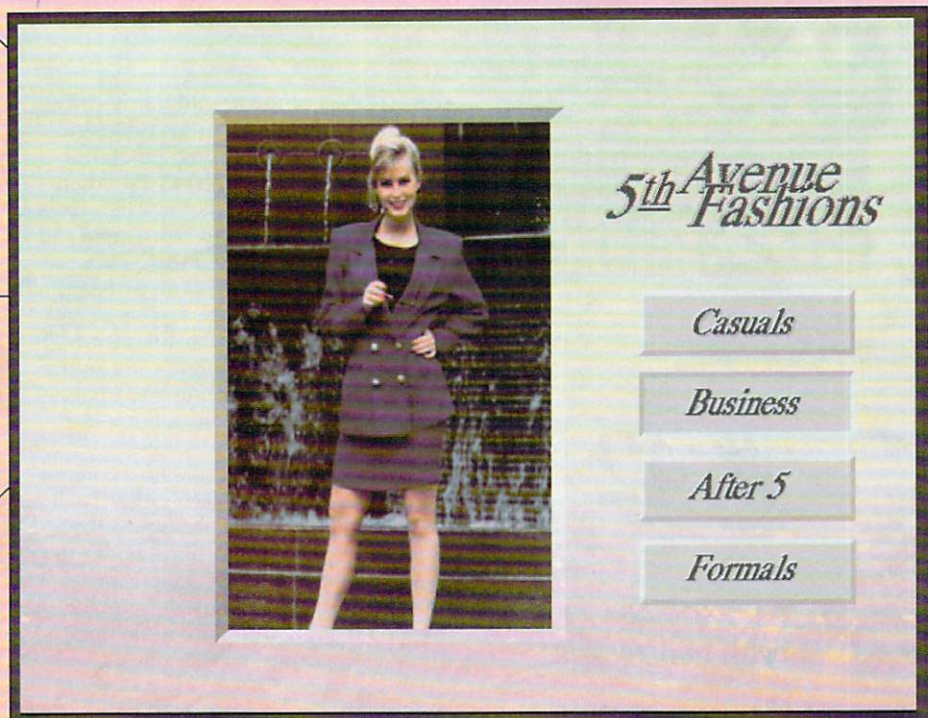 5th Avenue
Fashions
Casuals
Business
After 5
Formals